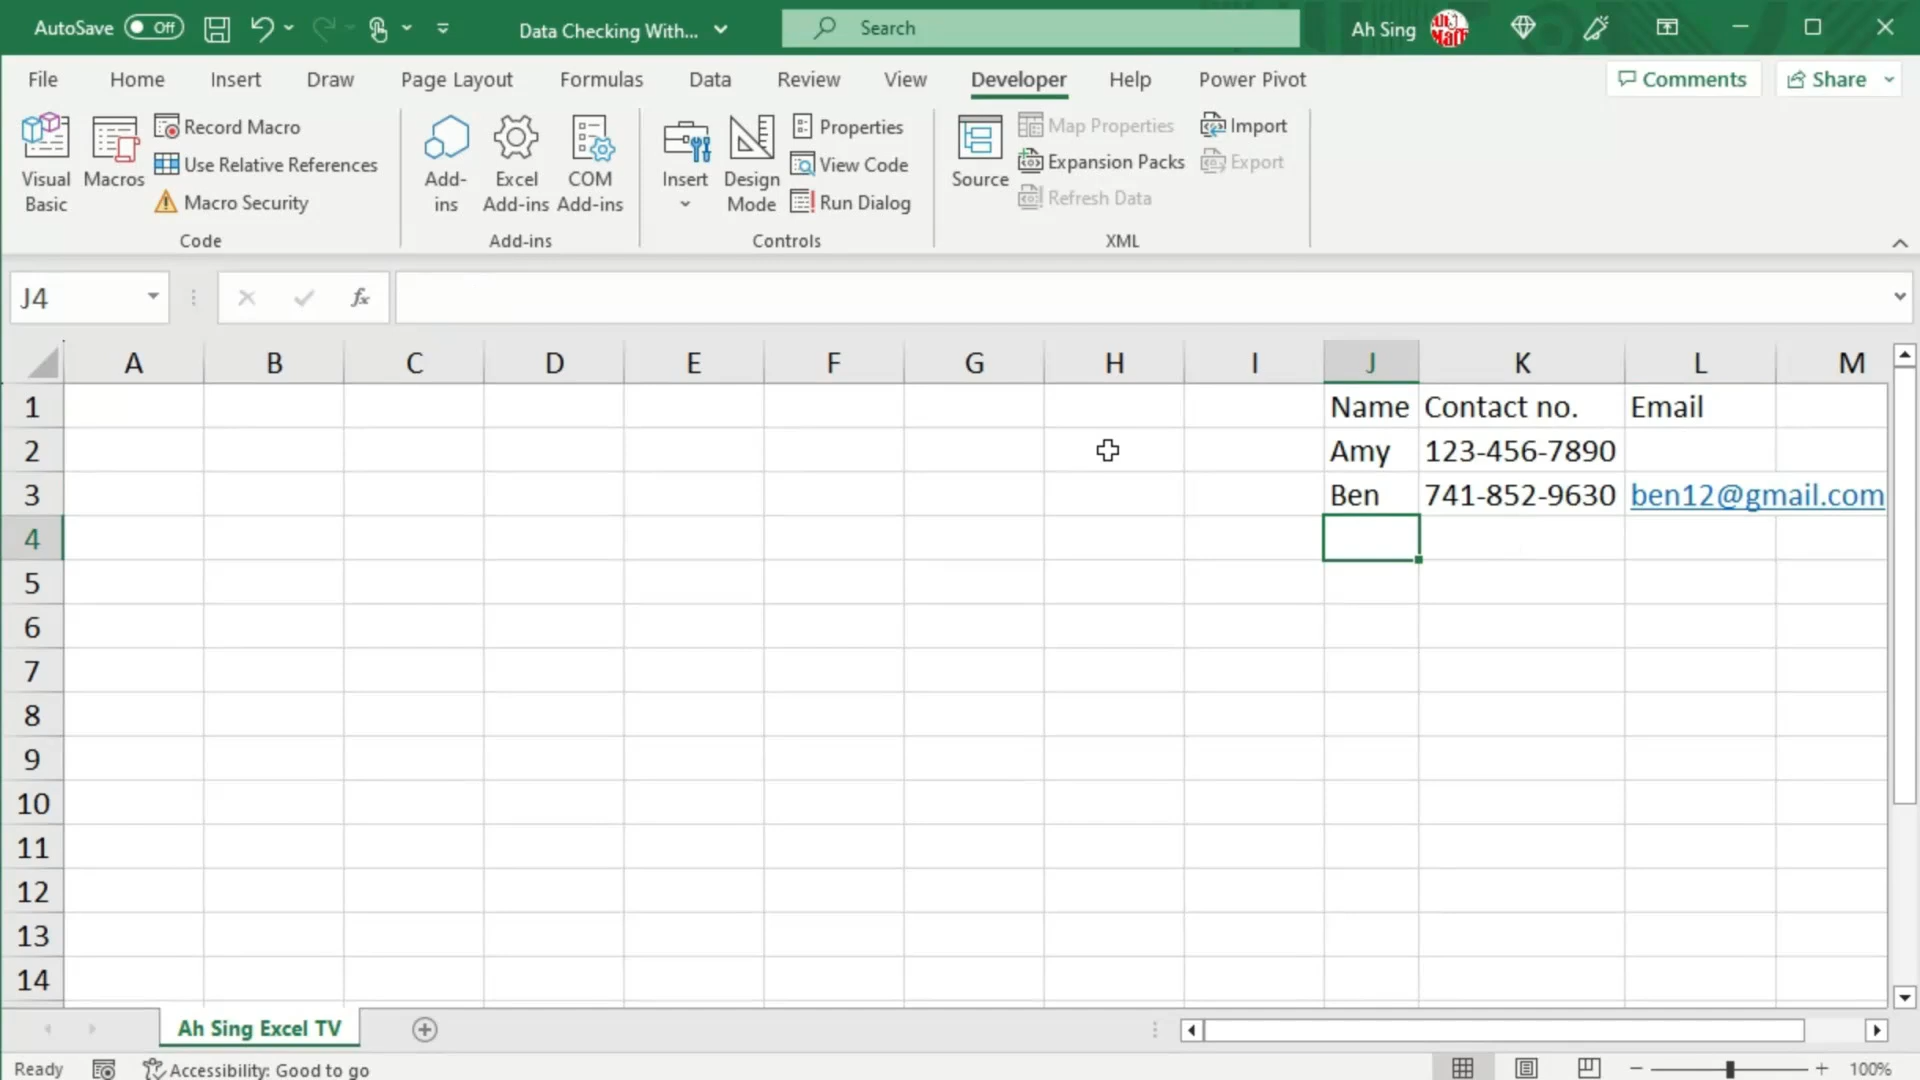 AutoSave Off Data Checking With... Search Ah Sing
File Home Insert Draw Page Layout Formulas Data Review View Developer Help Power Pivot Comments Share
Visual Basic
Macros
Record Macro
Use Relative References
Macro Security
Code
Add-ins
Excel Add-ins
COM Add-ins
Add-ins
Insert
Design Mode
Properties
View Code
Run Dialog
Controls
Source
Map Properties
Expansion Packs
Refresh Data
Import
Export
XML
J4 fx
A B C D E F G H I J K L M
1 Name Contact no. Email
2 Amy 123-456-7890
3 Ben 741-852-9630 ben12@gmail.com
4
5
6
7
8
9
10
11
12
13
14
Ah Sing Excel TV
Ready Accessibility: Good to go 100%